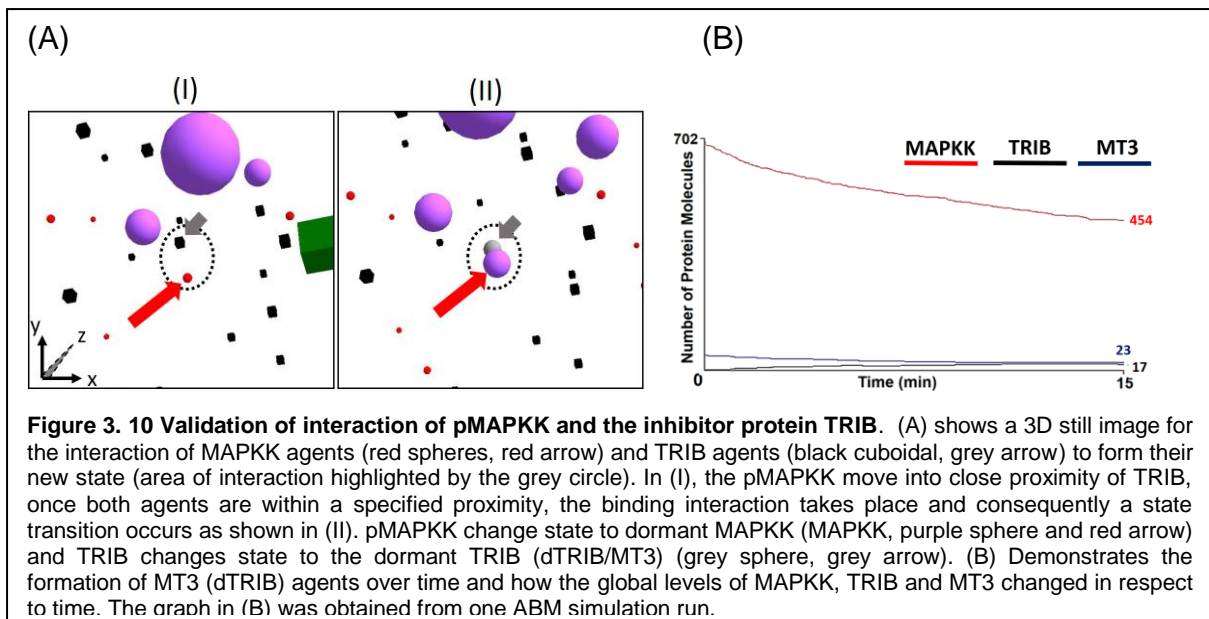 (A)
(B)
(I)
(II)
y
z
x
702
MAPKK
TRIB
MT3
Number of Protein Molecules
454
23
17
0
Time (min)
15
Figure 3. 10 Validation of interaction of pMAPKK and the inhibitor protein TRIB. (A) shows a 3D still image for
the interaction of MAPKK agents (red spheres, red arrow) and TRIB agents (black cuboidal, grey arrow) to form their
new state (area of interaction highlighted by the grey circle). In (I), the pMAPKK move into close proximity of TRIB,
once both agents are within a specified proximity, the binding interaction takes place and consequently a state
transition occurs as shown in (II). pMAPKK change state to dormant MAPKK (MAPKK, purple sphere and red arrow)
and TRIB changes state to the dormant TRIB (dTRIB/MT3) (grey sphere, grey arrow). (B) Demonstrates the
formation of MT3 (dTRIB) agents over time and how the global levels of MAPKK, TRIB and MT3 changed in respect
to time. The graph in (B) was obtained from one ABM simulation run.